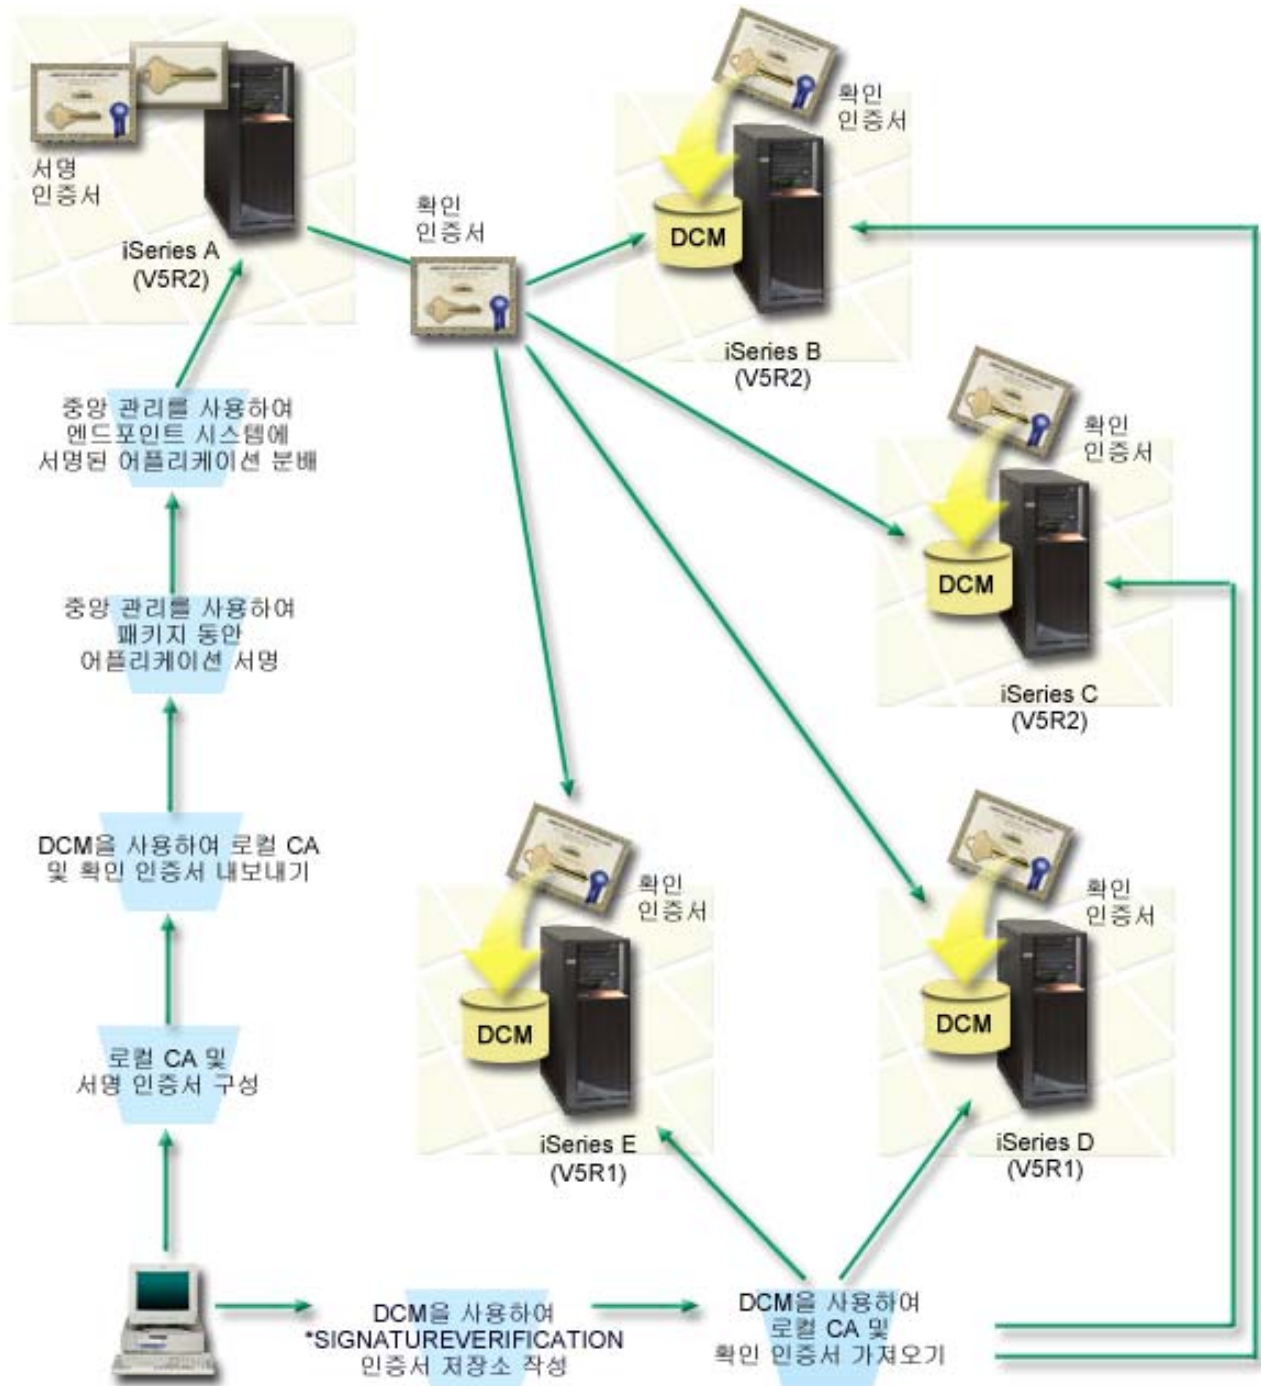 서명
인증서
iSeries A
(V5R2)
확인
인증서
확인
인증서
DCM
iSeries B
(V5R2)
확인
인증서
DCM
iSeries C
(V5R2)
중앙 관리를 사용하여
엔드포인트 시스템에
서명된 어플리케이션 분배
중앙 관리를 사용하여
패키지 동안
어플리케이션 서명
DCM을 사용하여 로컬 CA
및 확인 인증서 내보내기
로컬 CA 및
서명 인증서 구성
확인
인증서
DCM
iSeries E
(V5R1)
확인
인증서
DCM
iSeries D
(V5R1)
DCM을 사용하여
*SIGNATUREVERIFICATION
인증서 저장소 작성
DCM을 사용하여
로컬 CA 및
확인 인증서 가져오기